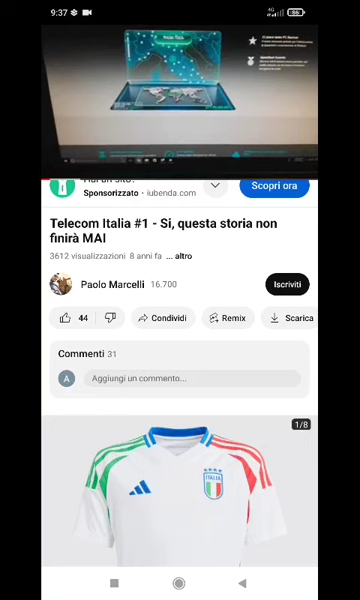 9:37
4G
86
Sponsorizzato · iubenda.com
Scopri ora
Telecom Italia #1 - Si, questa storia non
finirà MAI
3612 visualizzazioni 8 anni fa ... altro
Paolo Marcelli 16.700
Iscriviti
44
Condividi
Remix
Scarica
Commenti 31
A
Aggiungi un commento...
1/8
ITALIA